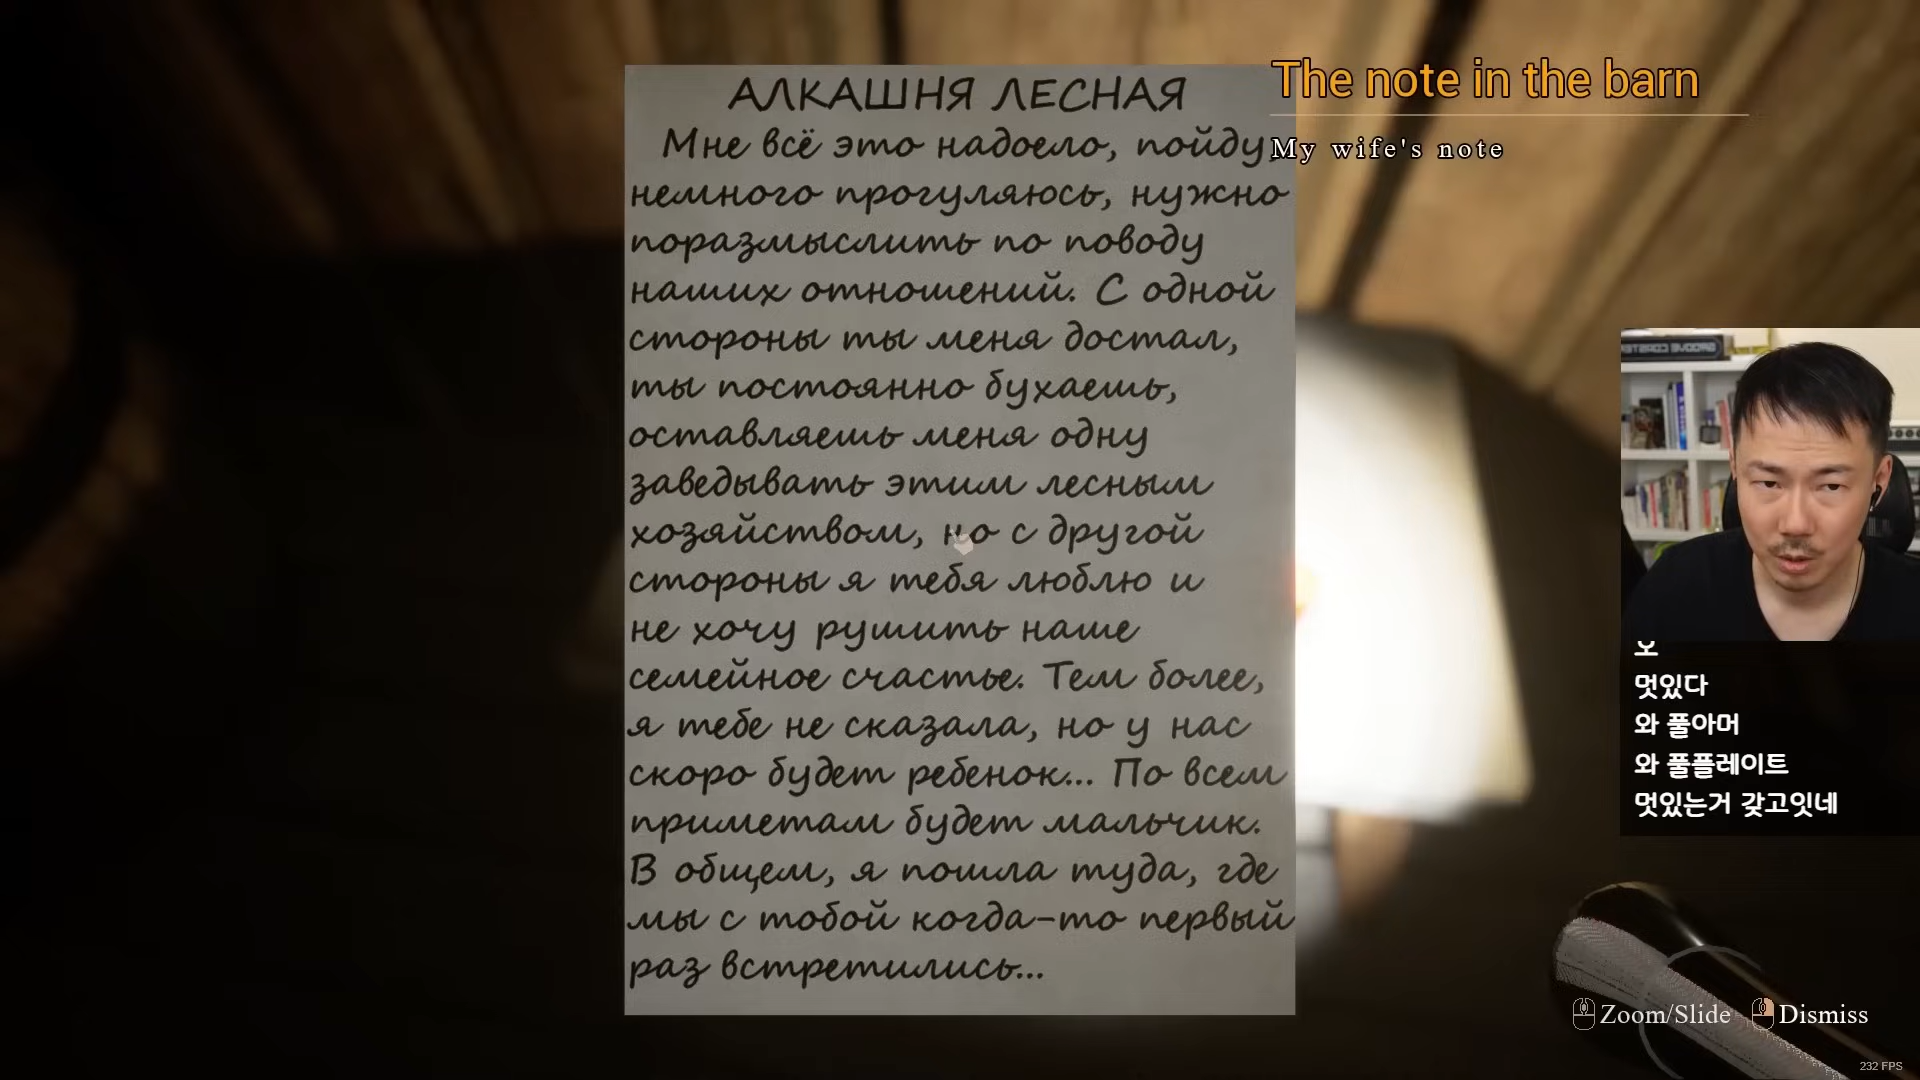 АЛКАШНЯ ЛЕСНАЯ
Мне всё это надоело, пойду
немного прогуляюсь, нужно
поразмыслить по поводу
наших отношений. С одной
стороны ты меня достал,
ты постоянно бухаешь,
оставляешь меня одну
заведывать этим лесным
хозяйством, но с другой
стороны я тебя люблю и
не хочу рушить наше
семейное счастье. Тем более,
я тебе не сказала, но у нас
скоро будет ребенок... По всем
приметам будет мальчик.
В общем, я пошла туда, где
мы с тобой когда-то первый
раз встретились...
The note in the barn
My wife's note
오
멋있다
와 풀아머
와 풀플레이트
멋있는거 갖고잇네
Zoom/Slide
Dismiss
232 FPS